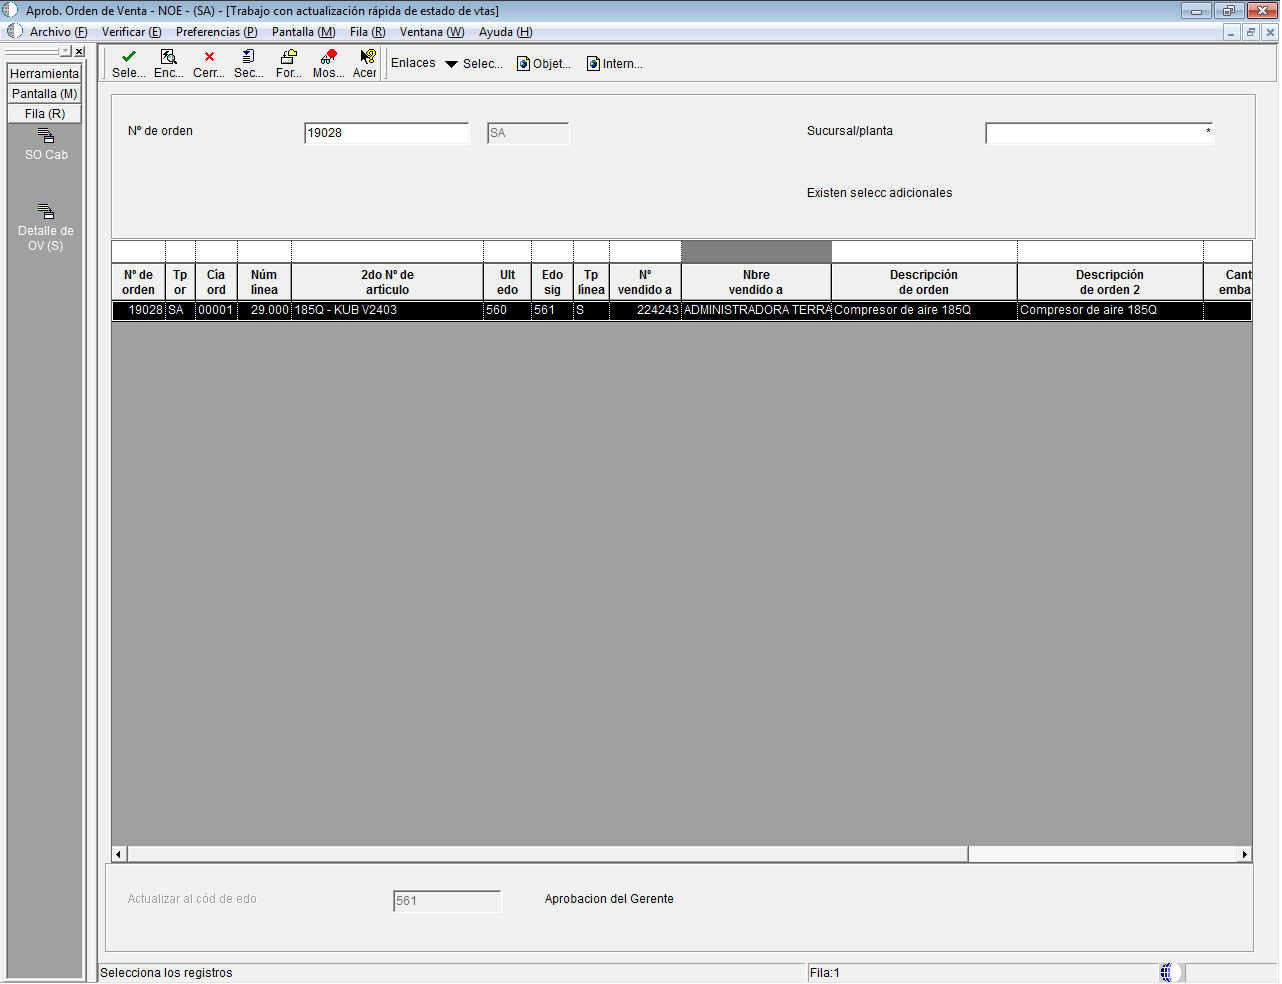 Aprob. Orden de Venta - NOE - (SA) - [Trabajo con actualización rápida de estado de vtas]
Archivo (F) Verificar (E) Preferencias (P) Pantalla (M) Fila (R) Ventana (W) Ayuda (H)
Herramienta
Pantalla (M)
Fila (R)
SO Cab
Detalle de
OV (S)
Sele... Enc... Cerr... Sec... For... Mos... Acer
Enlaces Selec... Objet... Intern...
Nº de orden 19028 SA Sucursal/planta *
Existen selecc adicionales
Nº de orden Tp or Cía ord Núm línea 2do Nº de artículo Ult edo Edo sig Tp línea Nº vendido a Nbre vendido a Descripción de orden Descripción de orden 2 Cant emba
19028 SA 00001 29.000 185Q - KUB V2403 560 561 S 224243 ADMINISTRADORA TERRA Compresor de aire 185Q Compresor de aire 185Q
Actualizar al cód de edo 561 Aprobacion del Gerente
Selecciona los registros Fila:1